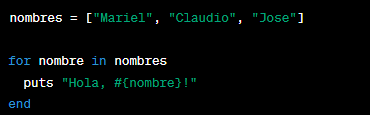 nombres = ["Mariel", "Claudio", "Jose"]
for nombre in nombres
  puts "Hola, #{nombre}!"
end